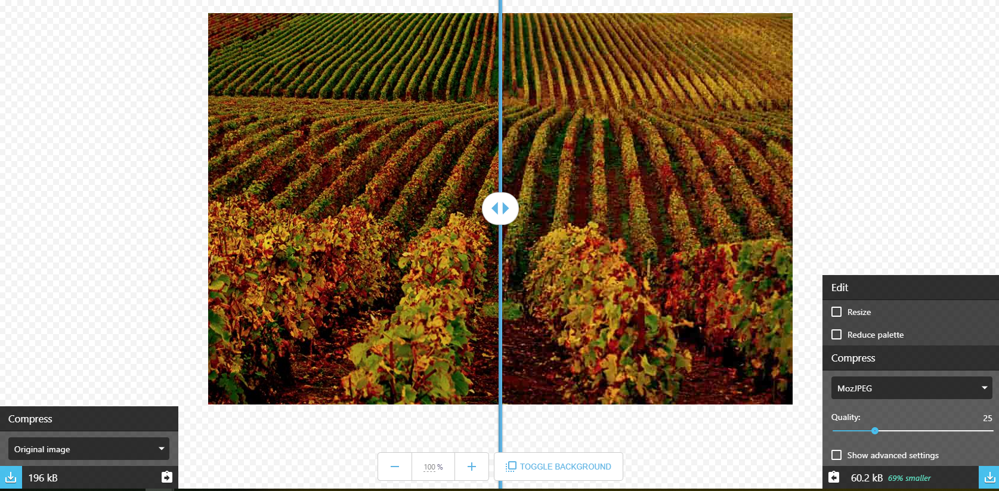 Edit
Resize
Reduce palette
Compress
MozJPEG
Quality:
25
Show advanced settings
60.2 kB 69% smaller
Compress
Original image
196 kB
100 %
TOGGLE BACKGROUND